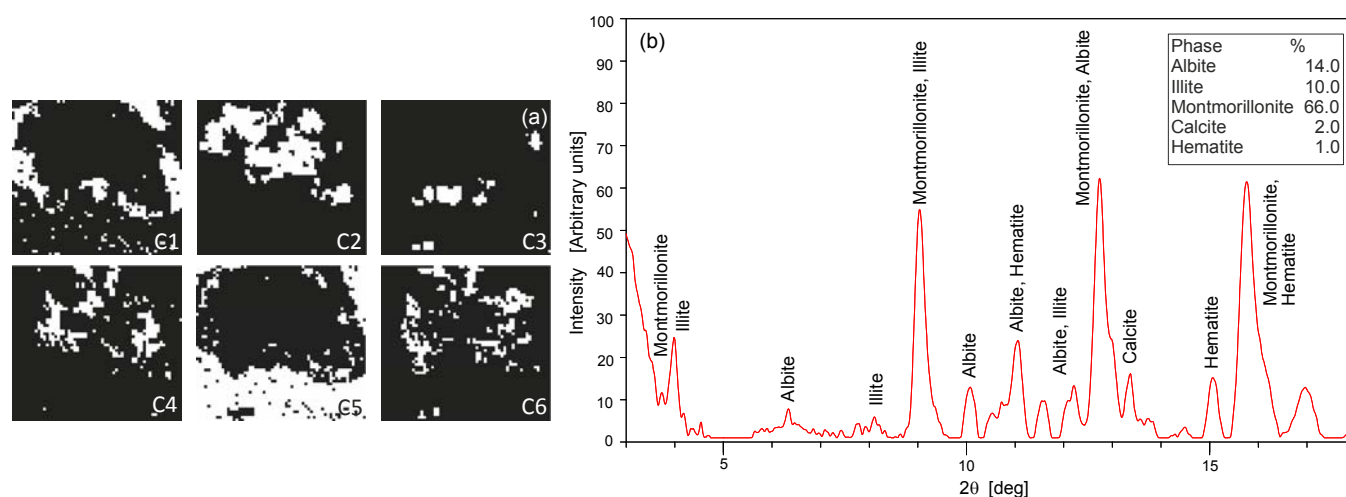 (a)
C1
C2
C3
C4
C5
C6
(b)
100
90
80
70
60
50
40
30
20
10
0
Intensity [Arbitrary units]
5
10
15
2θ [deg]
Montmorillonite
Illite
Albite
Illite
Montmorillonite, Illite
Albite
Albite, Hematite
Albite, Illite
Montmorillonite, Albite
Calcite
Hematite
Montmorillonite,
Hematite
Phase %
Albite 14.0
Illite 10.0
Montmorillonite 66.0
Calcite 2.0
Hematite 1.0